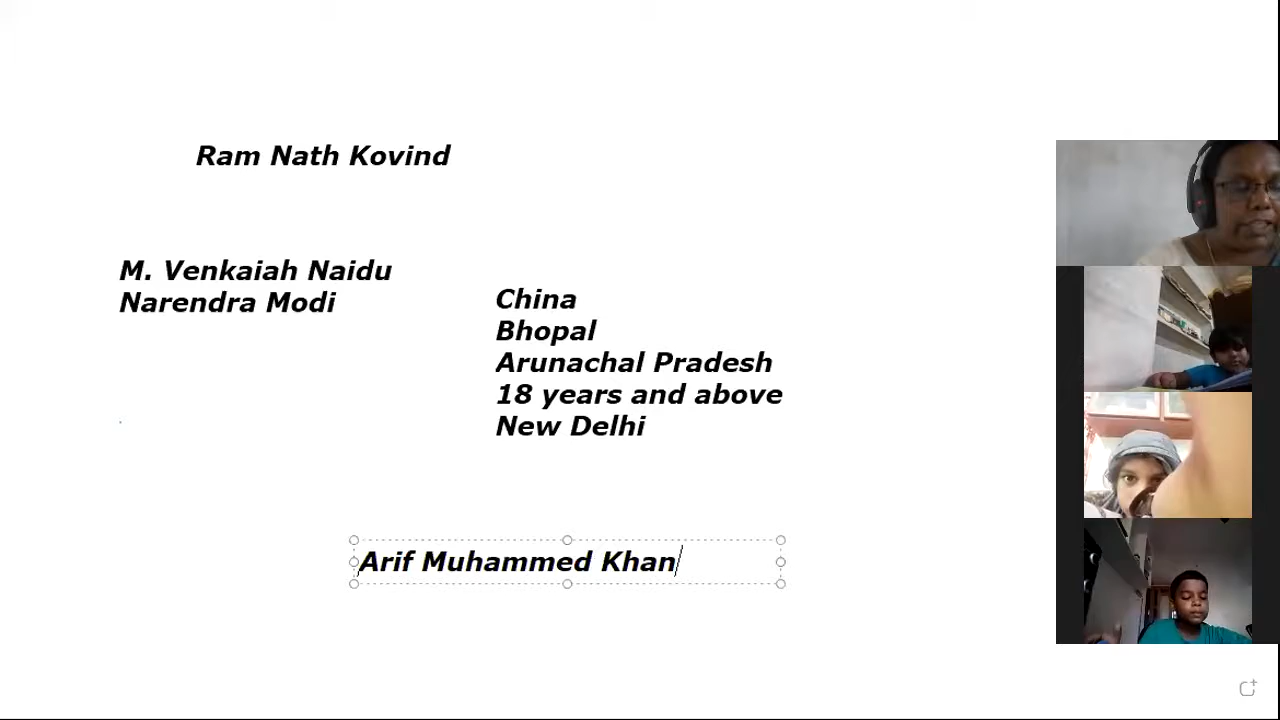 Ram Nath Kovind
M. Venkaiah Naidu
Narendra Modi
China
Bhopal
Arunachal Pradesh
18 years and above
New Delhi
Arif Muhammed Khan